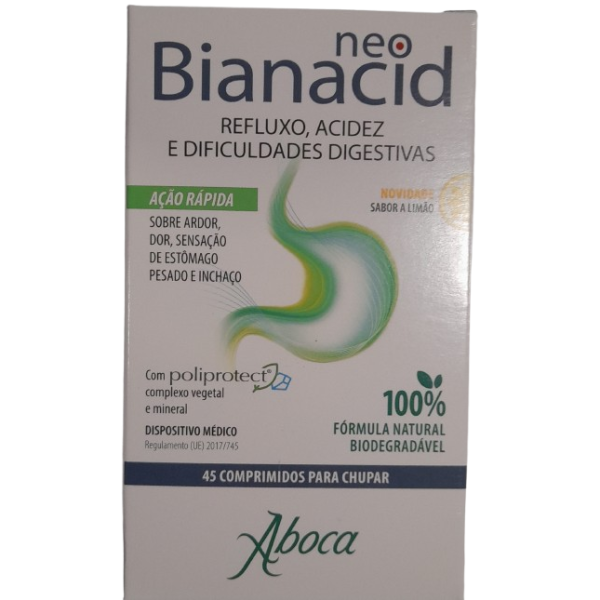 neo
Bianacid
REFLUXO, ACIDEZ
E DIFICULDADES DIGESTIVAS
AÇÃO RÁPIDA
SOBRE ARDOR,
DOR, SENSAÇÃO
DE ESTÔMAGO
PESADO E INCHAÇO
NOVIDADE
SABOR A LIMÃO
Com poliprotect®
complexo vegetal
e mineral
DISPOSITIVO MÉDICO
Regulamento (UE) 2017/745
100%
FÓRMULA NATURAL
BIODEGRADÁVEL
45 COMPRIMIDOS PARA CHUPAR
Aboca